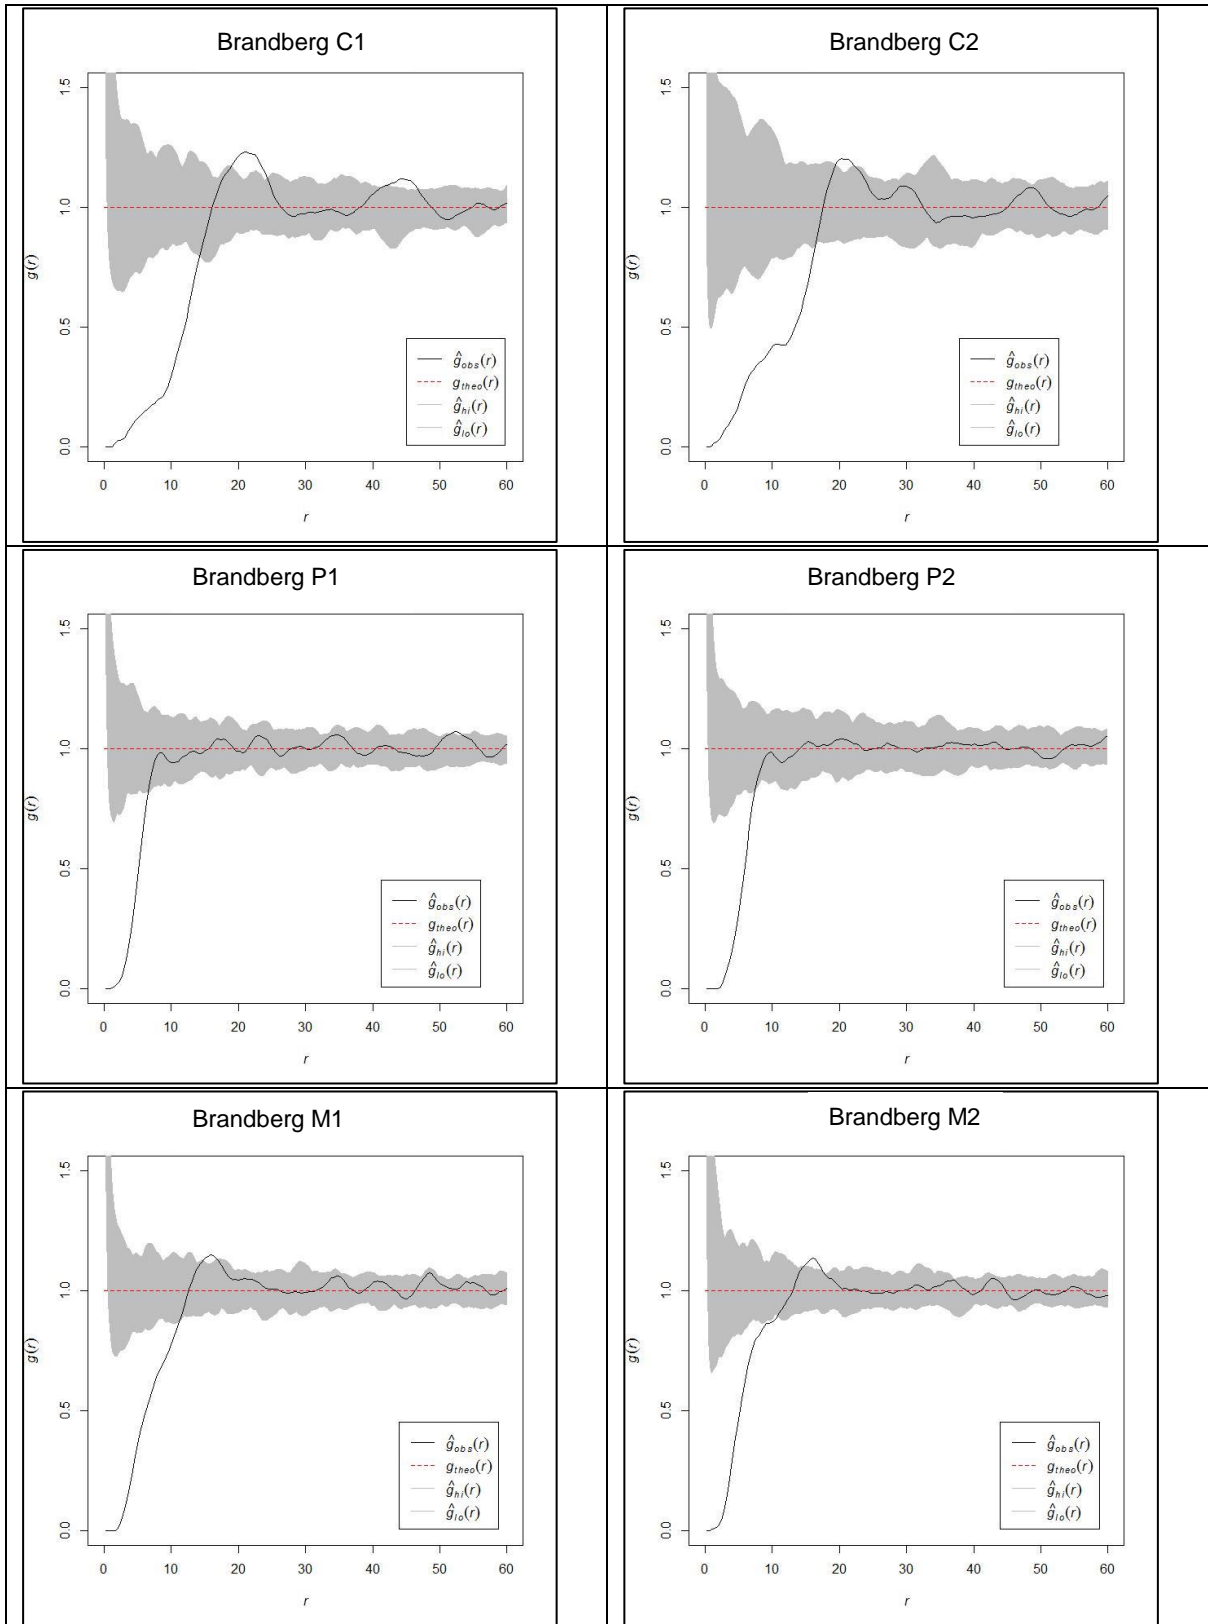 Brandberg C1
1.5
1.0
0.5
0.0
g(r)
ĝobs(r)
gtheo(r)
ĝhi(r)
ĝlo(r)
0 10 20 30 40 50 60
r
Brandberg C2
1.5
1.0
0.5
0.0
g(r)
ĝobs(r)
gtheo(r)
ĝhi(r)
ĝlo(r)
0 10 20 30 40 50 60
r
Brandberg P1
1.5
1.0
0.5
0.0
g(r)
ĝobs(r)
gtheo(r)
ĝhi(r)
ĝlo(r)
0 10 20 30 40 50 60
r
Brandberg P2
1.5
1.0
0.5
0.0
g(r)
ĝobs(r)
gtheo(r)
ĝhi(r)
ĝlo(r)
0 10 20 30 40 50 60
r
Brandberg M1
1.5
1.0
0.5
0.0
g(r)
ĝobs(r)
gtheo(r)
ĝhi(r)
ĝlo(r)
0 10 20 30 40 50 60
r
Brandberg M2
1.5
1.0
0.5
0.0
g(r)
ĝobs(r)
gtheo(r)
ĝhi(r)
ĝlo(r)
0 10 20 30 40 50 60
r